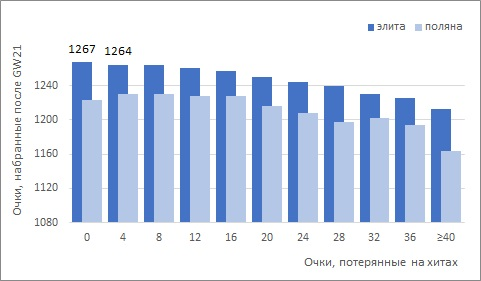 элита поляна
1267 1264
Очки, набранные после GW21
1240
1200
1160
1120
1080
0 4 8 12 16 20 24 28 32 36 ≥40
Очки, потерянные на хитах